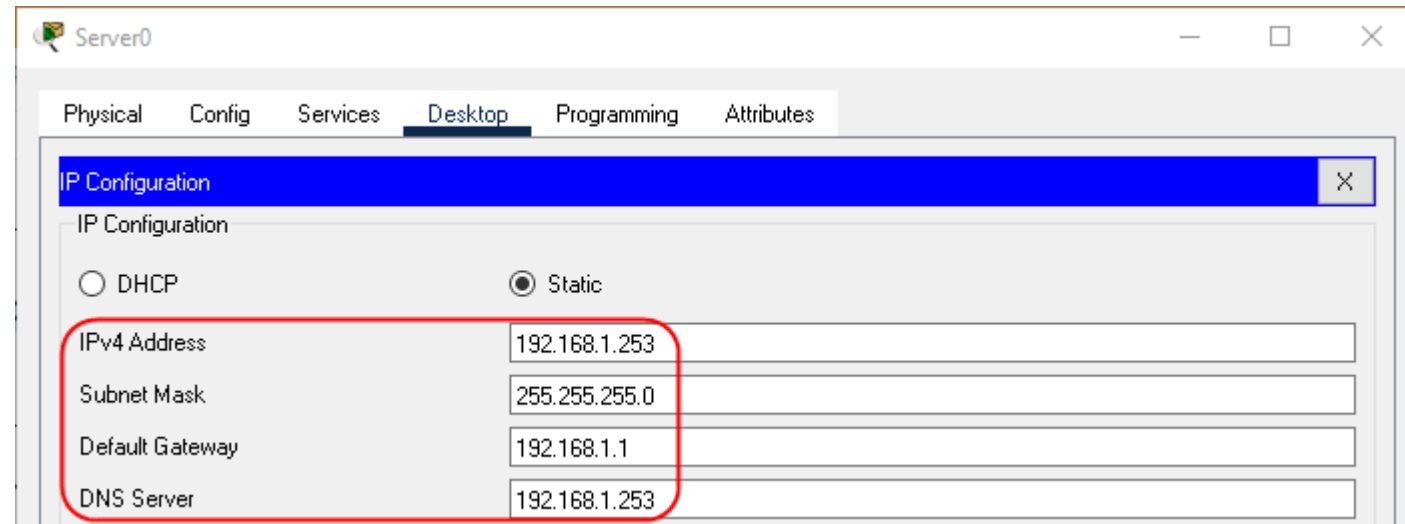 Server0
Physical Config Services Desktop Programming Attributes
IP Configuration X
IP Configuration
DHCP Static
IPv4 Address 192.168.1.253
Subnet Mask 255.255.255.0
Default Gateway 192.168.1.1
DNS Server 192.168.1.253